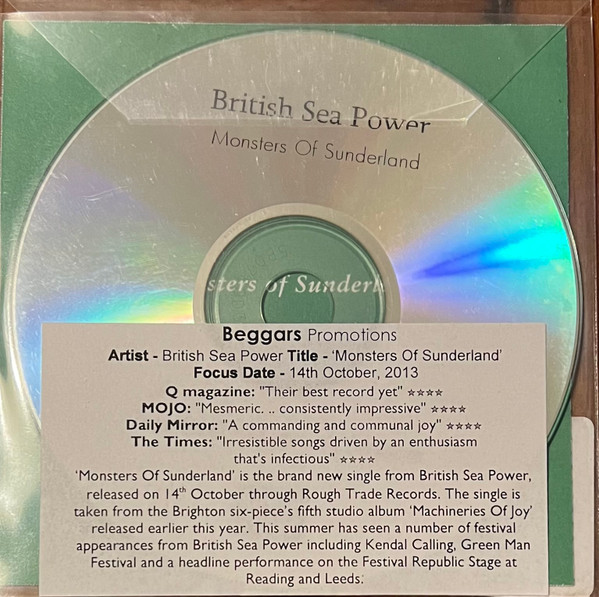 British Sea Power
Monsters Of Sunderland
sters of Sunderl
Beggars Promotions
Artist - British Sea Power Title - 'Monsters Of Sunderland'
Focus Date - 14th October, 2013
Q magazine: "Their best record yet" ☆☆☆☆
MOJO: "Mesmeric. .. consistently impressive" ☆☆☆☆
Daily Mirror: "A commanding and communal joy" ☆☆☆☆
The Times: "Irresistible songs driven by an enthusiasm
that's infectious" ☆☆☆☆
'Monsters Of Sunderland' is the brand new single from British Sea Power,
released on 14th October through Rough Trade Records. The single is
taken from the Brighton six-piece's fifth studio album 'Machineries Of Joy'
released earlier this year. This summer has seen a number of festival
appearances from British Sea Power including Kendal Calling, Green Man
Festival and a headline performance on the Festival Republic Stage at
Reading and Leeds.